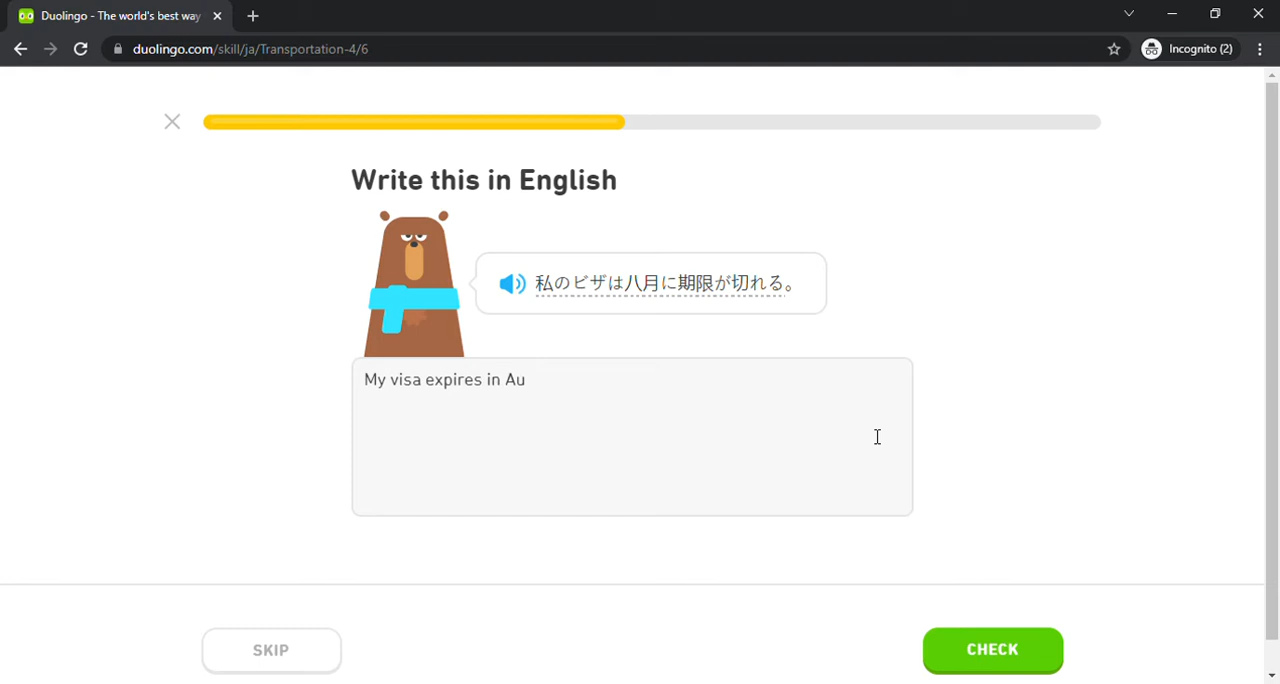 Duolingo - The world's best way
duolingo.com/skill/ja/Transportation-4/6
Incognito (2)
Write this in English
私のビザは八月に期限が切れる。
My visa expires in Au
SKIP
CHECK